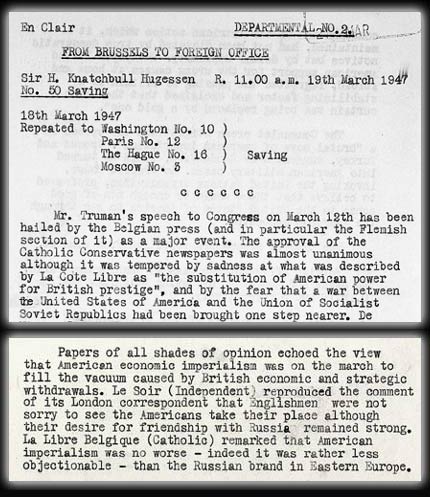 En Clair DEPARTMENTAL NO. 2.
FROM BRUSSELS TO FOREIGN OFFICE
Sir H. Knatchbull Hugessen R. 11.00 a.m. 19th March 1947
No. 50 Saving
18th March 1947
Repeated to Washington No. 10 )
Paris No. 12 )
The Hague No. 16 ) Saving
Moscow No. 3 )
c c c c c c
Mr. Truman's speech to Congress on March 12th has been
hailed by the Belgian press (and in particular the Flemish
section of it) as a major event. The approval of the
Catholic Conservative newspapers was almost unanimous
although it was tempered by sadness at what was described
by La Cote Libre as "the substitution of American power
for British prestige", and by the fear that a war between
the United States of America and the Union of Socialist
Soviet Republics had been brought one step nearer. De
Papers of all shades of opinion echoed the view
that American economic imperialism was on the march to
fill the vacuum caused by British economic and strategic
withdrawals. Le Soir (Independent) reproduced the comment
of its London correspondent that Englishmen were not
sorry to see the Americans take their place although
their desire for friendship with Russia remained strong.
La Libre Belgique (Catholic) remarked that American
imperialism was no worse - indeed it was rather less
objectionable - than the Russian brand in Eastern Europe.